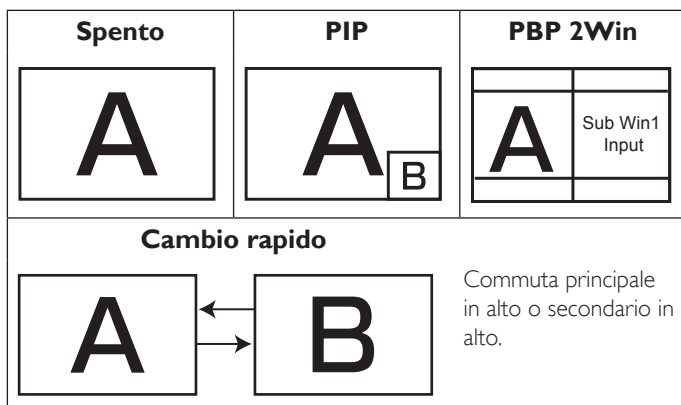 Spento
PIP
PBP 2Win
A
A
B
A
Sub Win1
Input
Cambio rapido
A
B
Commuta principale
in alto o secondario in
alto.